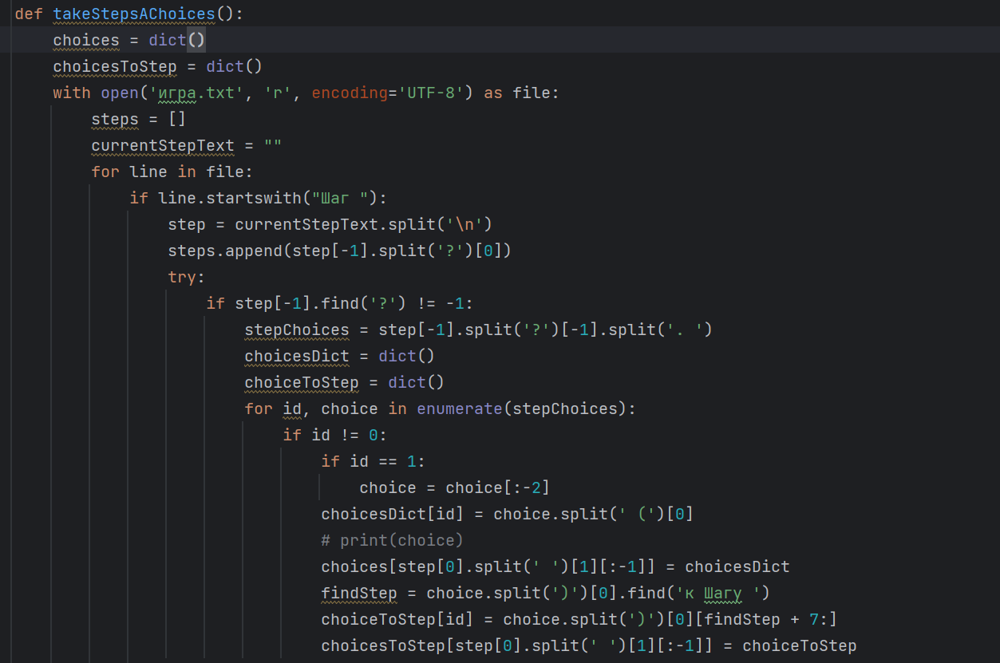 def takeStepsAChoices():
    choices = dict()
    choicesToStep = dict()
    with open('игра.txt', 'r', encoding='UTF-8') as file:
        steps = []
        currentStepText = ""
        for line in file:
            if line.startswith("Шаг "):
                step = currentStepText.split('\n')
                steps.append(step[-1].split('?')[0])
                try:
                    if step[-1].find('?') != -1:
                        stepChoices = step[-1].split('?')[-1].split('. ')
                        choicesDict = dict()
                        choiceToStep = dict()
                        for id, choice in enumerate(stepChoices):
                            if id != 0:
                                if id == 1:
                                    choice = choice[:-2]
                                choicesDict[id] = choice.split(' (')[0]
                                # print(choice)
                                choices[step[0].split(' ')[1][:-1]] = choicesDict
                                findStep = choice.split(')')[0].find('к Шагу ')
                                choiceToStep[id] = choice.split(')')[0][findStep + 7:]
                                choicesToStep[step[0].split(' ')[1][:-1]] = choiceToStep